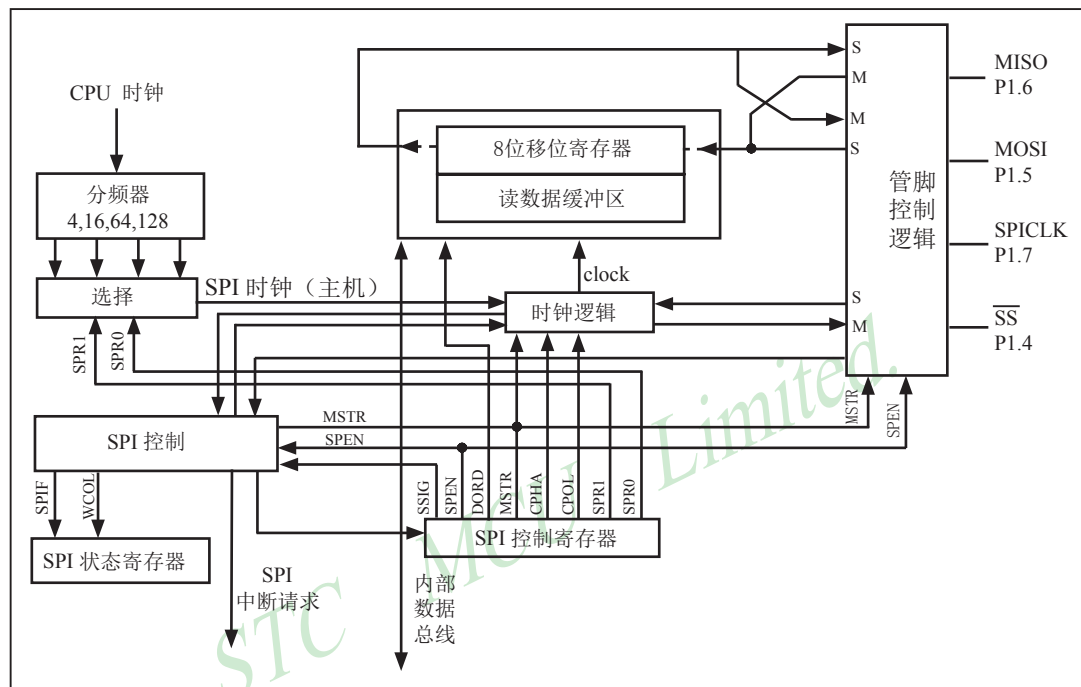 CPU 时钟
分频器
4,16,64,128
选择
SPI 时钟（主机）
SPR1
SPR0
8位移位寄存器
读数据缓冲区
clock
时钟逻辑
S
M
M
S
S
M
管脚
控制
逻辑
MISO
P1.6
MOSI
P1.5
SPICLK
P1.7
SS
P1.4
MSTR
SPEN
MSTR
SPEN
SPI 控制
SPIF
WCOL
SPI 状态寄存器
SSIG
SPEN
DORD
MSTR
CPHA
CPOL
SPR1
SPR0
SPI 控制寄存器
SPI
中断请求
内部
数据
总线
STC MCU Limited.